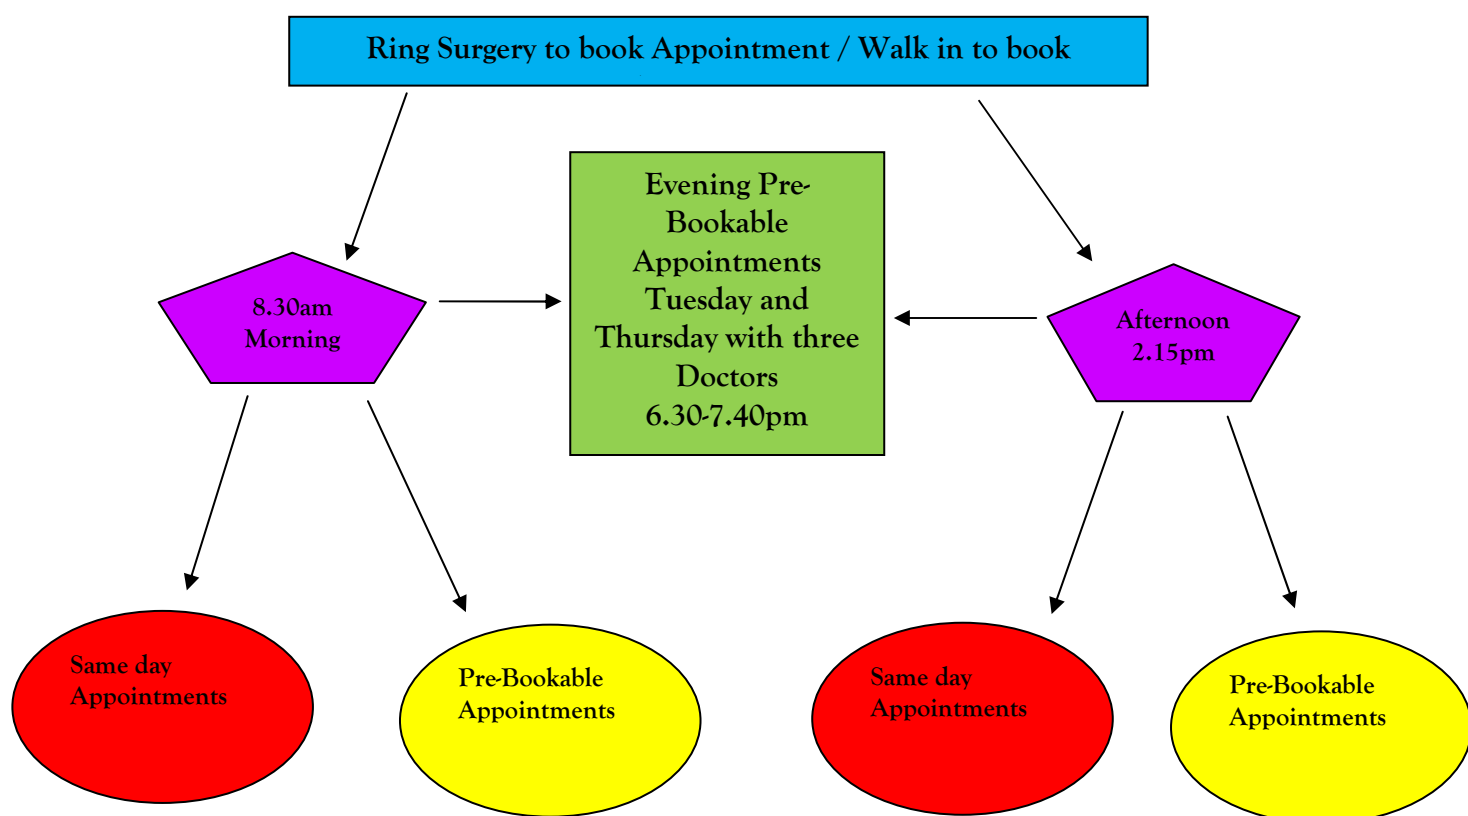 Ring Surgery to book Appointment / Walk in to book
Evening Pre-
Bookable
Appointments
Tuesday and
Thursday with three
Doctors
6.30-7.40pm
8.30am
Morning
Afternoon
2.15pm
Same day
Appointments
Pre-Bookable
Appointments
Same day
Appointments
Pre-Bookable
Appointments